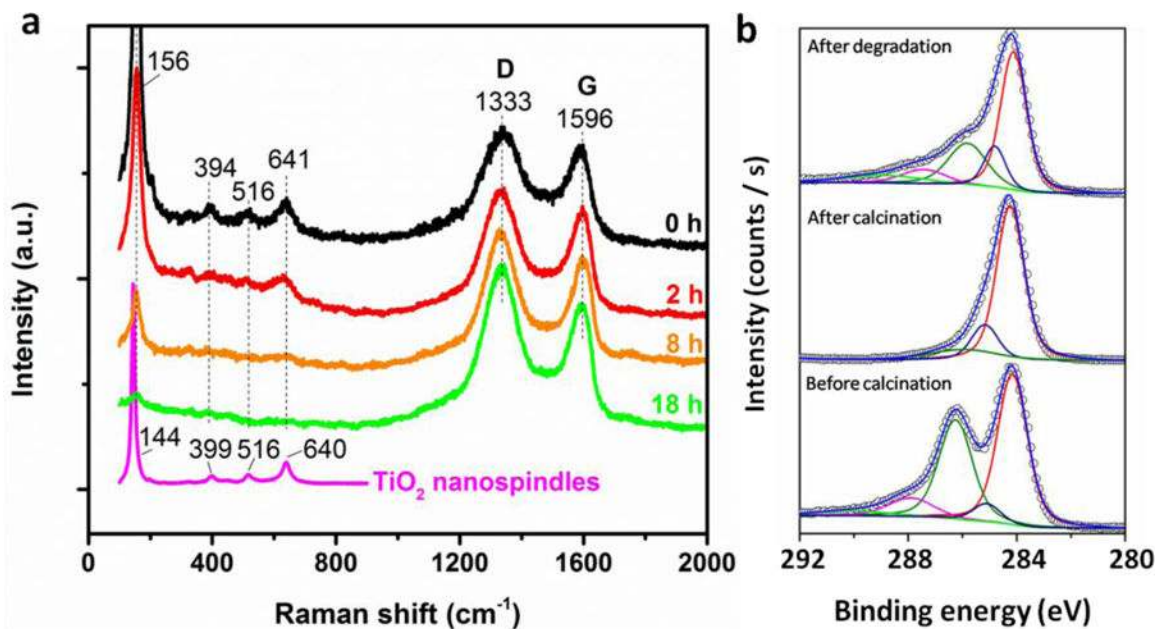 a
Intensity (a.u.)
156
394
516
641
D
1333
G
1596
0 h
2 h
8 h
18 h
144
399
516
640
TiO₂ nanospindles
0
400
800
1200
1600
2000
Raman shift (cm⁻¹)
b
Intensity (counts / s)
After degradation
After calcination
Before calcination
292
288
284
280
Binding energy (eV)